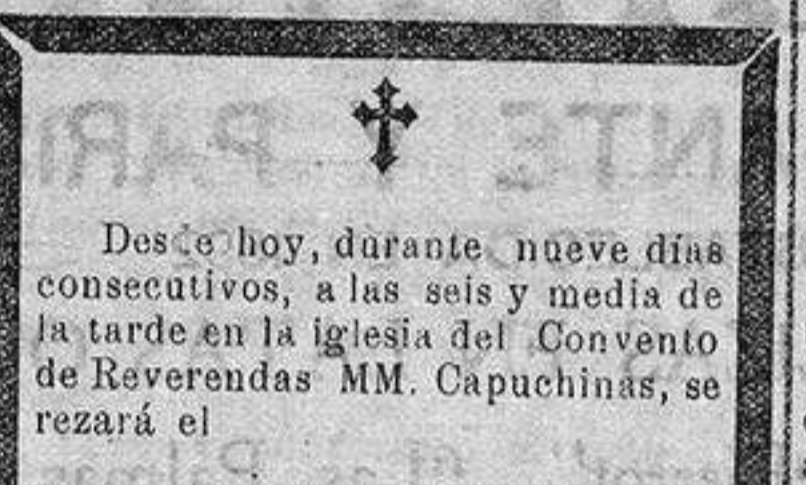 Desde hoy, durante nueve días
consecutivos, a las seis y media de
la tarde en la iglesia del Convento
de Reverendas MM. Capuchinas, se
rezará el